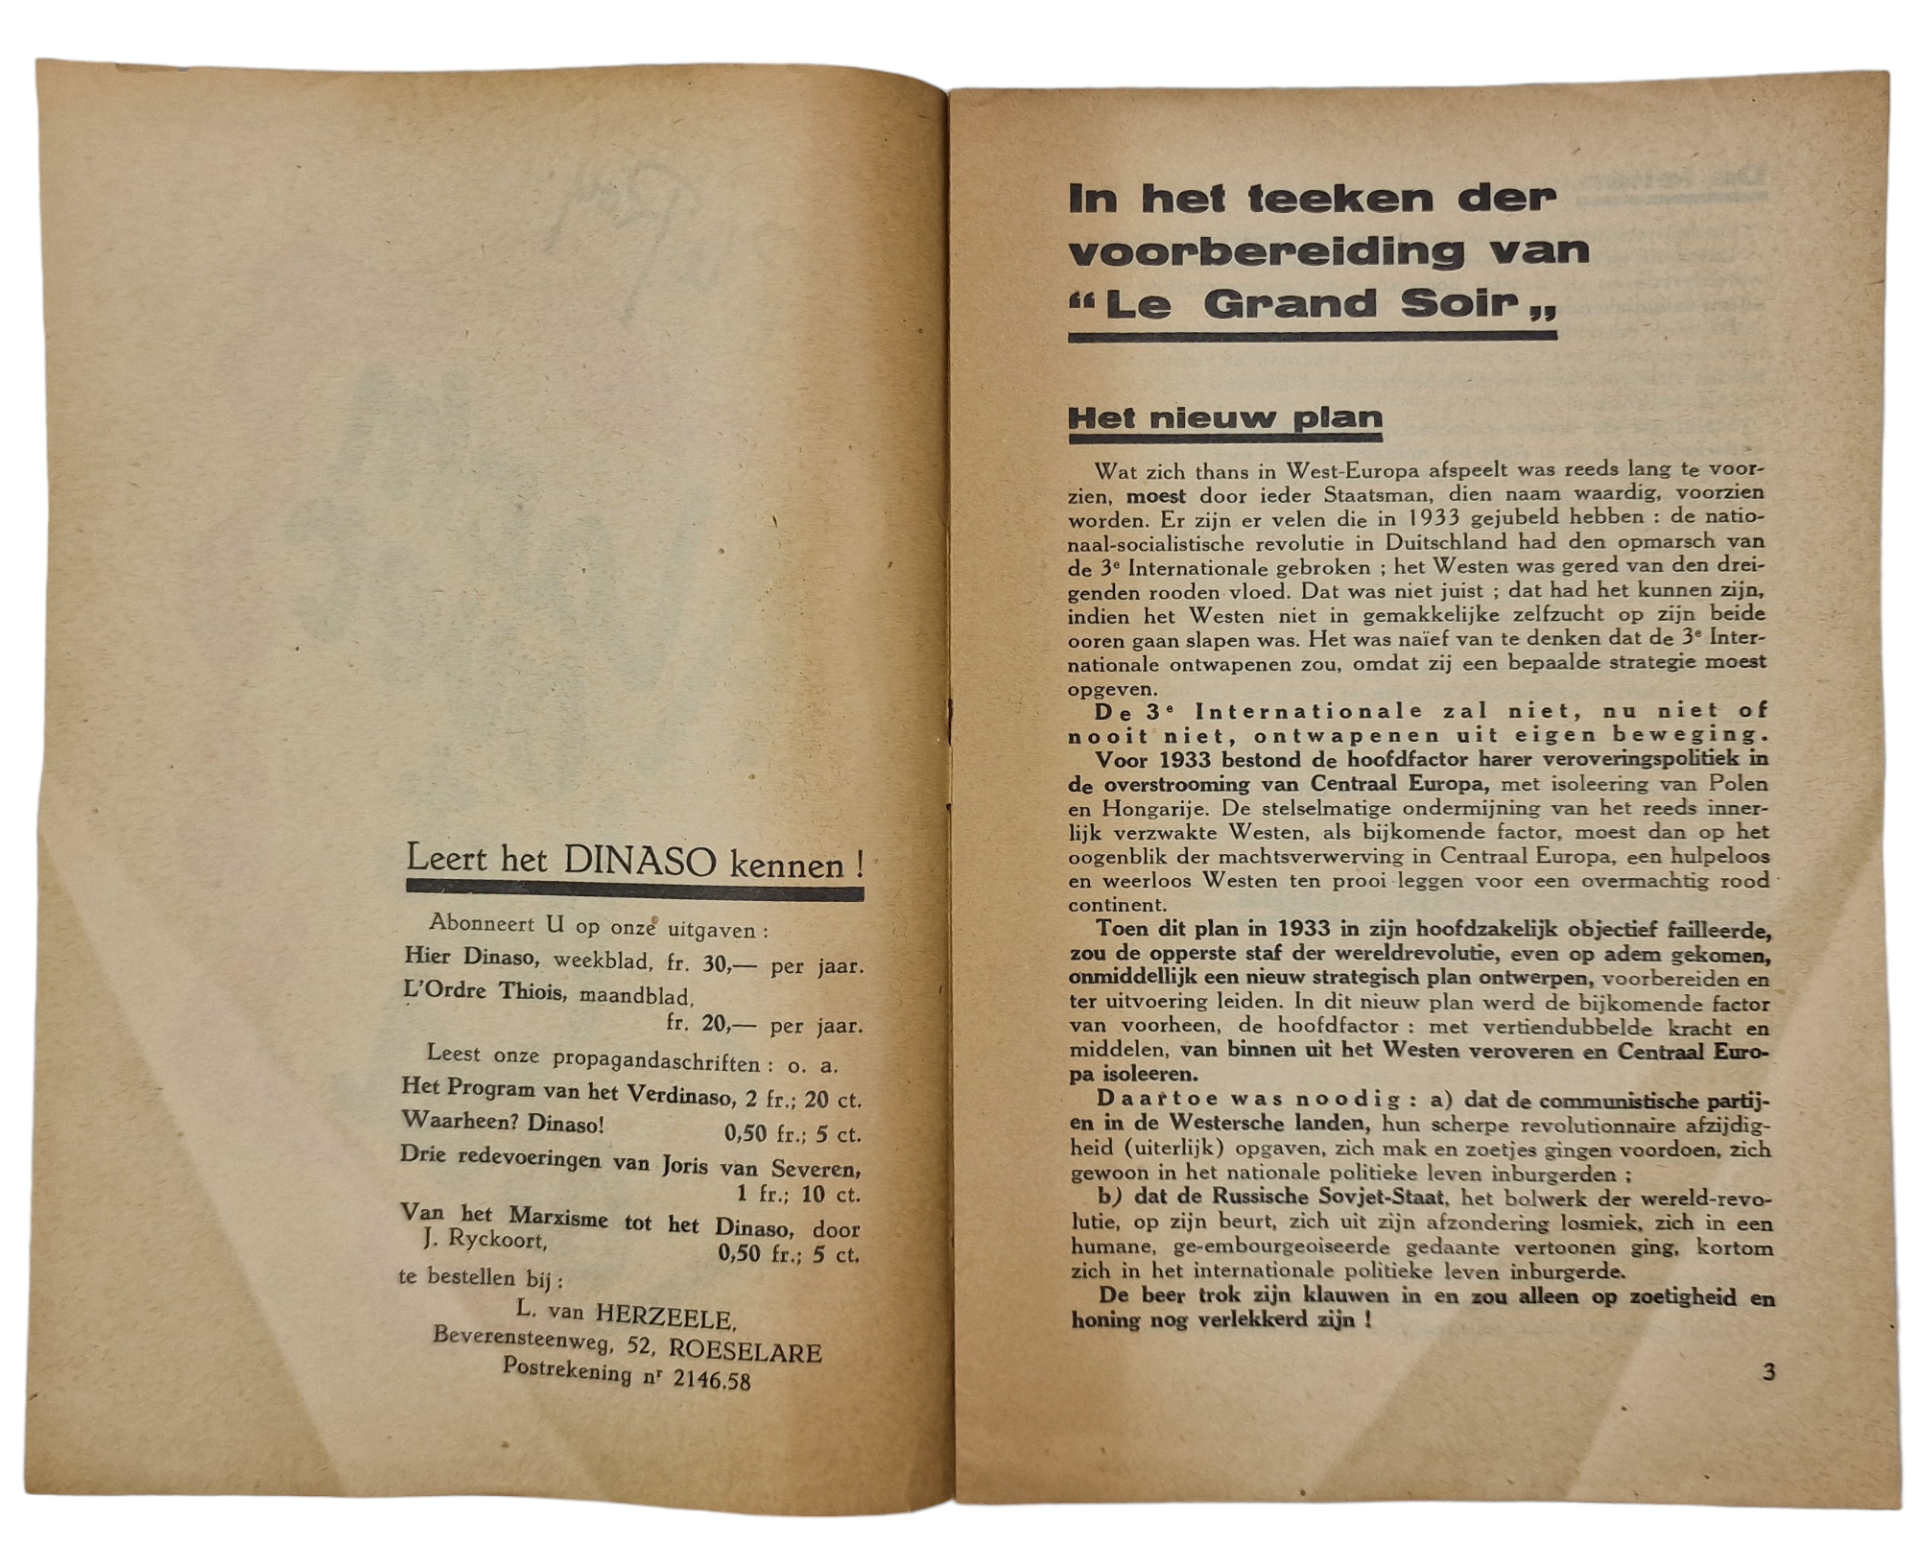 Leert het DINASO kennen !
Abonneert U op onze uitgaven :
Hier Dinaso, weekblad, fr. 30,— per jaar.
L'Ordre Thiois, maandblad,
fr. 20,— per jaar.
Leest onze propagandaschriften : o. a.
Het Program van het Verdinaso, 2 fr.; 20 ct.
Waarheen? Dinaso! 0,50 fr.; 5 ct.
Drie redevoeringen van Joris van Severen,
1 fr.; 10 ct.
Van het Marxisme tot het Dinaso, door
J. Ryckoort, 0,50 fr.; 5 ct.
te bestellen bij :
L. van HERZEELE,
Beverensteenweg, 52, ROESELARE
Postrekening nr 2146.58
In het teeken der
voorbereiding van
“Le Grand Soir„
Het nieuw plan
Wat zich thans in West-Europa afspeelt was reeds lang te voor-
zien, moest door ieder Staatsman, dien naam waardig, voorzien
worden. Er zijn er velen die in 1933 gejubeld hebben : de natio-
naal-socialistische revolutie in Duitschland had den opmarsch van
de 3e Internationale gebroken ; het Westen was gered van den drei-
genden rooden vloed. Dat was niet juist ; dat had het kunnen zijn,
indien het Westen niet in gemakkelijke zelfzucht op zijn beide
ooren gaan slapen was. Het was naïef van te denken dat de 3e Inter-
nationale ontwapenen zou, omdat zij een bepaalde strategie moest
opgeven.
De 3e Internationale zal niet, nu niet of
nooit niet, ontwapenen uit eigen beweging.
Voor 1933 bestond de hoofdfactor harer veroveringspolitiek in
de overstrooming van Centraal Europa, met isoleering van Polen
en Hongarije. De stelselmatige ondermijning van het reeds inner-
lijk verzwakte Westen, als bijkomende factor, moest dan op het
oogenblik der machtsverwerving in Centraal Europa, een hulpeloos
en weerloos Westen ten prooi leggen voor een overmachtig rood
continent.
Toen dit plan in 1933 in zijn hoofdzakelijk objectief failleerde,
zou de opperste staf der wereldrevolutie, even op adem gekomen,
onmiddellijk een nieuw strategisch plan ontwerpen, voorbereiden en
ter uitvoering leiden. In dit nieuw plan werd de bijkomende factor
van voorheen, de hoofdfactor : met vertiendubbelde kracht en
middelen, van binnen uit het Westen veroveren en Centraal Euro-
pa isoleeren.
Daartoe was noodig : a) dat de communistische partij-
en in de Westersche landen, hun scherpe revolutionnaire afzijdig-
heid (uiterlijk) opgaven, zich mak en zoetjes gingen voordoen, zich
gewoon in het nationale politieke leven inburgerden ;
b) dat de Russische Sovjet-Staat, het bolwerk der wereld-revo-
lutie, op zijn beurt, zich uit zijn afzondering losmiek, zich in een
humane, ge-embourgeoiseerde gedaante vertoonen ging, kortom
zich in het internationale politieke leven inburgerde.
De beer trok zijn klauwen in en zou alleen op zoetigheid en
honing nog verlekkerd zijn !
3